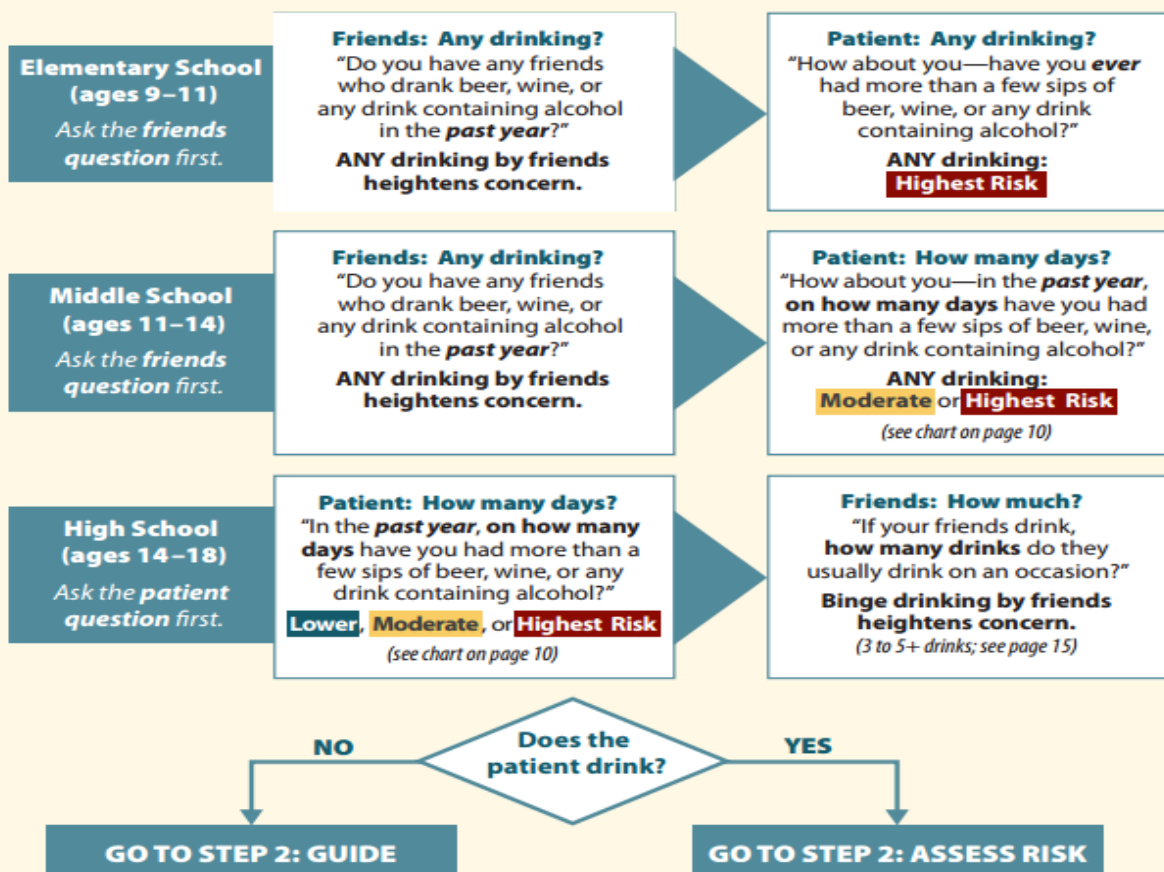 Elementary School
(ages 9–11)
Ask the friends
question first.
Friends: Any drinking?
“Do you have any friends
who drank beer, wine, or
any drink containing alcohol
in the past year?”
ANY drinking by friends
heightens concern.
Patient: Any drinking?
“How about you—have you ever
had more than a few sips of
beer, wine, or any drink
containing alcohol?”
ANY drinking:
Highest Risk
Middle School
(ages 11–14)
Ask the friends
question first.
Friends: Any drinking?
“Do you have any friends
who drank beer, wine, or
any drink containing alcohol
in the past year?”
ANY drinking by friends
heightens concern.
Patient: How many days?
“How about you—in the past year,
on how many days have you had
more than a few sips of beer, wine,
or any drink containing alcohol?”
ANY drinking:
Moderate or Highest Risk
(see chart on page 10)
High School
(ages 14–18)
Ask the patient
question first.
Patient: How many days?
“In the past year, on how many
days have you had more than a
few sips of beer, wine, or any
drink containing alcohol?”
Lower, Moderate, or Highest Risk
(see chart on page 10)
Friends: How much?
“If your friends drink,
how many drinks do they
usually drink on an occasion?”
Binge drinking by friends
heightens concern.
(3 to 5+ drinks; see page 15)
Does the
patient drink?
NO
YES
GO TO STEP 2: GUIDE
GO TO STEP 2: ASSESS RISK